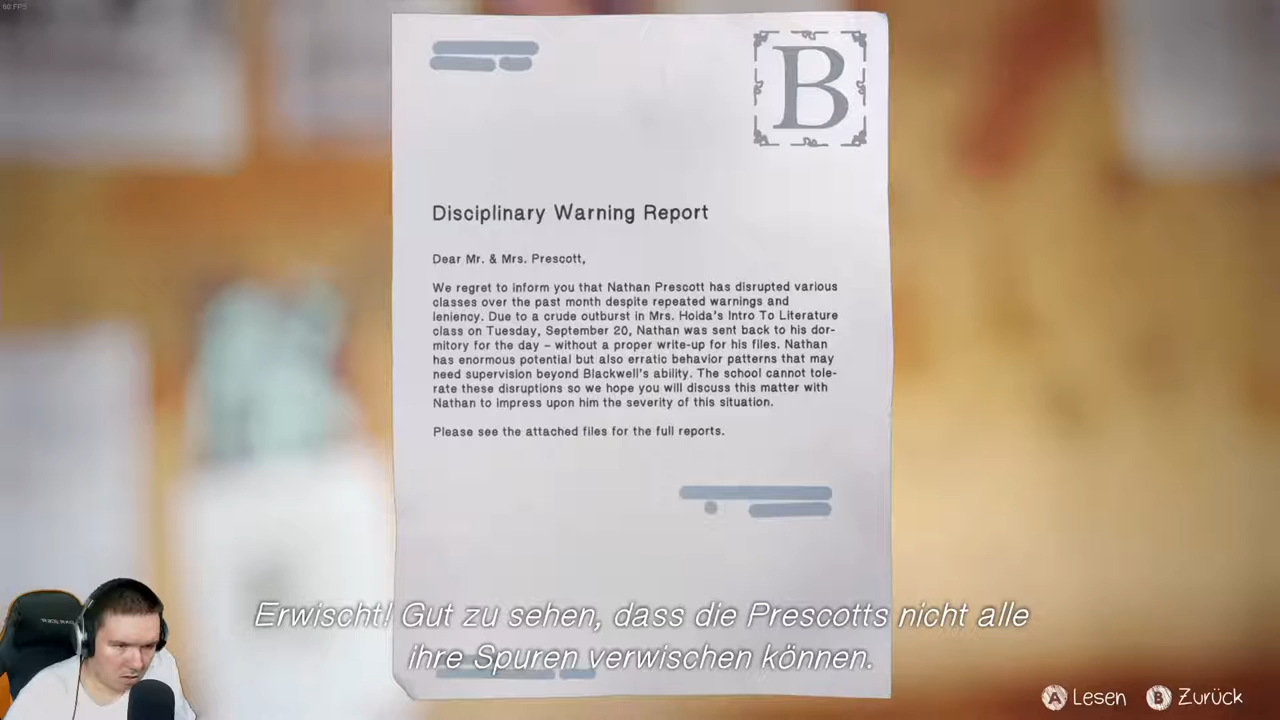 60 FPS
B
Disciplinary Warning Report
Dear Mr. & Mrs. Prescott,
We regret to inform you that Nathan Prescott has disrupted various
classes over the past month despite repeated warnings and
leniency. Due to a crude outburst in Mrs. Hoida's Intro To Literature
class on Tuesday, September 20, Nathan was sent back to his dor-
mitory for the day – without a proper write-up for his files. Nathan
has enormous potential but also erratic behavior patterns that may
need supervision beyond Blackwell's ability. The school cannot tole-
rate these disruptions so we hope you will discuss this matter with
Nathan to impress upon him the severity of this situation.
Please see the attached files for the full reports.
Erwischt! Gut zu sehen, dass die Prescotts nicht alle
ihre Spuren verwischen können.
A Lesen B Zurück